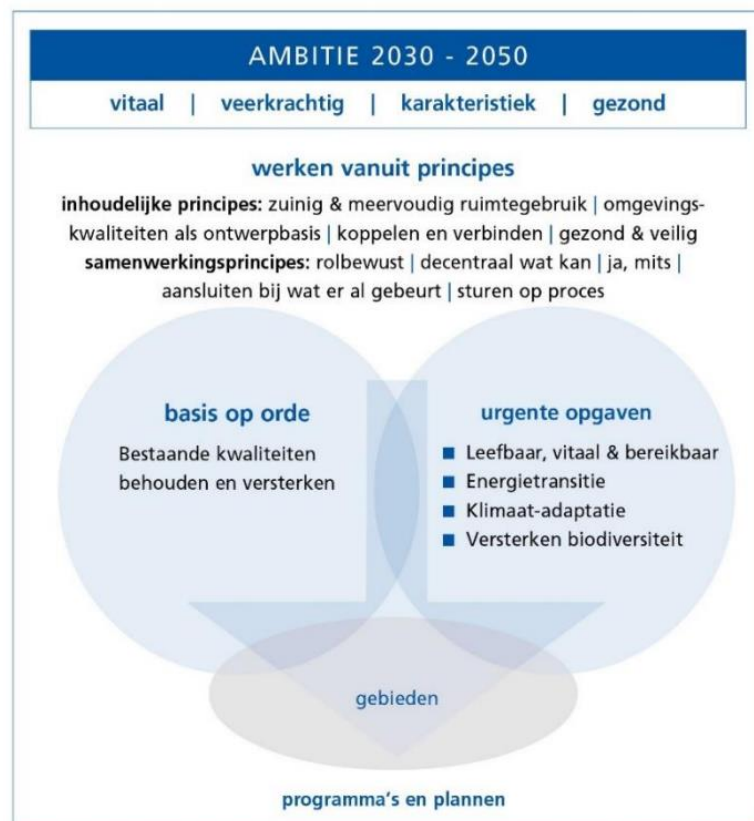 AMBITIE 2030 - 2050
vitaal | veerkrachtig | karakteristiek | gezond
werken vanuit principes
inhoudelijke principes: zuinig & meervoudig ruimtegebruik | omgevings-
kwaliteiten als ontwerpbasis | koppelen en verbinden | gezond & veilig
samenwerkingsprincipes: rolbewust | decentraal wat kan | ja, mits |
aansluiten bij wat er al gebeurt | sturen op proces
basis op orde
Bestaande kwaliteiten
behouden en versterken
urgente opgaven
■ Leefbaar, vitaal & bereikbaar
■ Energietransitie
■ Klimaat-adaptatie
■ Versterken biodiversiteit
gebieden
programma's en plannen